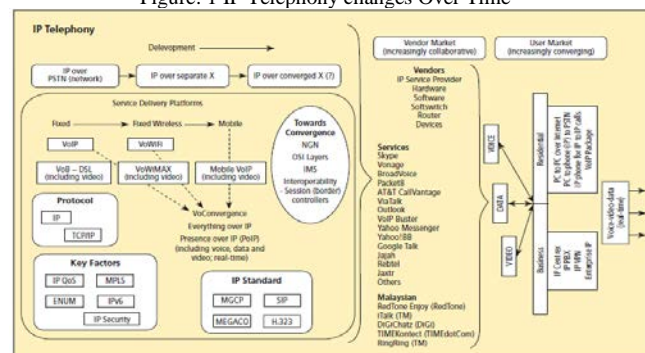 Figure. 1 IP Telephony changes Over Time
IP Telephony
Delevopment
IP over
PSTN (network)
IP over separate X
IP over converged X (?)
Service Delivery Platforms
Fixed
Fixed Wireless
Mobile
VoIP
VoWiFi
VoB – DSL
(including video)
VoWiMAX
(including video)
Mobile VoIP
(including video)
VoConvergence
Everything over IP
Presence over IP (PoIP)
(including voice, data and
video; real-time)
Towards
Convergence
NGN
OSI Layers
IMS
Interoperability
- Session (border)
controllers
Protocol
IP
TCP/IP
Key Factors
IP QoS
MPLS
ENUM
IPv6
IP Security
IP Standard
MGCP
SIP
MEGACO
H.323
Vendor Market
(increasingly collaborative)
User Market
(increasingly converging)
Vendors
IP Service Provider
Hardware
Software
Softswitch
Router
Devices
Services
Skype
Vonage
BroadVoice
Packet8
AT&T CallVantage
ViaTalk
Outlook
VoIP Buster
Yahoo Messenger
Yahoo!BB
Google Talk
Jajah
Rebtel
Jaxtr
Others
Malaysian
RedTone Enjoy (RedTone)
iTalk (TM)
DiGiChatz (DiGi)
TIMEKontact (TIMEdotCom)
RingRing (TM)
VOICE
DATA
VIDEO
Residential
PC to PC over Internet
PC to phone (IP) to PSTN
IP phone for IP to IP calls
VoIP Package
Business
IP Centrex
IP PBX
IP VPN
Enterprise IP
Voice-video-data
(real-time)